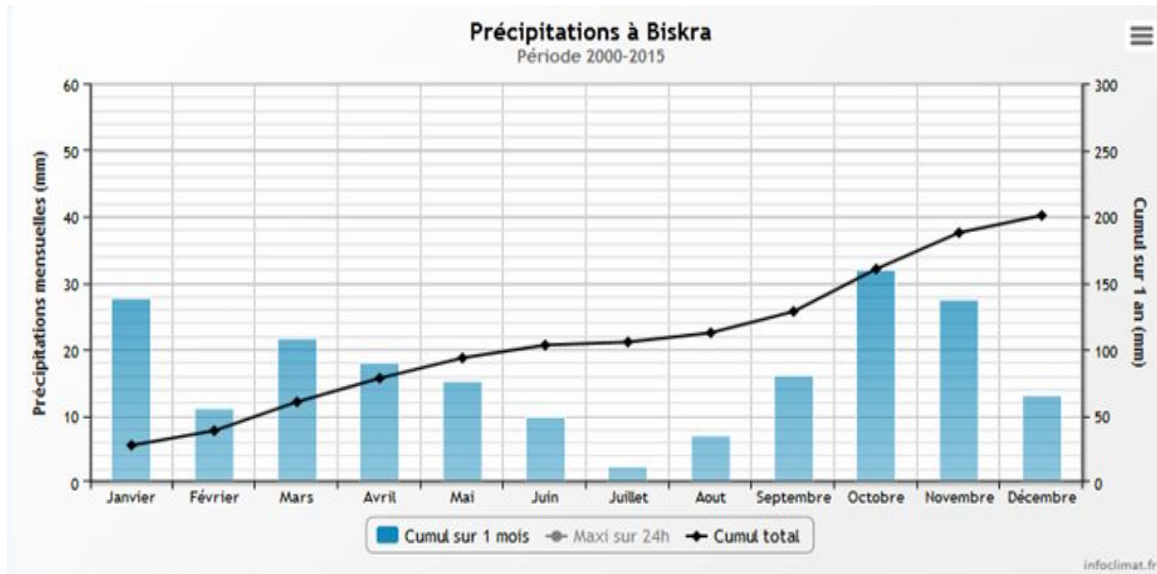 Précipitations à Biskra
Période 2000-2015
Précipitations mensuelles (mm)
60
50
40
30
20
10
0
300
250
200
150
100
50
0
Cumul sur 1 an (mm)
Janvier Février Mars Avril Mai Juin Juillet Aout Septembre Octobre Novembre Décembre
Cumul sur 1 mois Maxi sur 24h Cumul total
infoclimat.fr